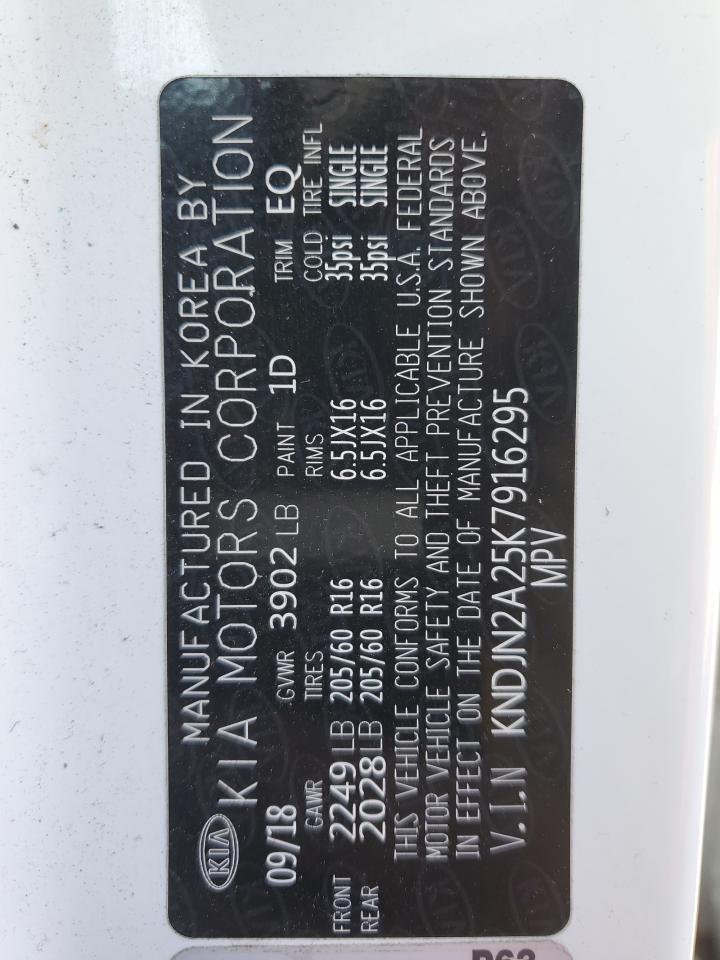 MANUFACTURED IN KOREA BY
KIA KIA MOTORS CORPORATION
09/18 GVWR 3902 LB PAINT 1D TRIM EQ
GAWR TIRES RIMS COLD TIRE INFL
FRONT 2249 LB 205/60 R16 6.5JX16 35psi SINGLE
REAR 2028 LB 205/60 R16 6.5JX16 35psi SINGLE
THIS VEHICLE CONFORMS TO ALL APPLICABLE U.S.A. FEDERAL
MOTOR VEHICLE SAFETY AND THEFT PREVENTION STANDARDS
IN EFFECT ON THE DATE OF MANUFACTURE SHOWN ABOVE.
V.I.N KNDJN2A25K7916295
MPV